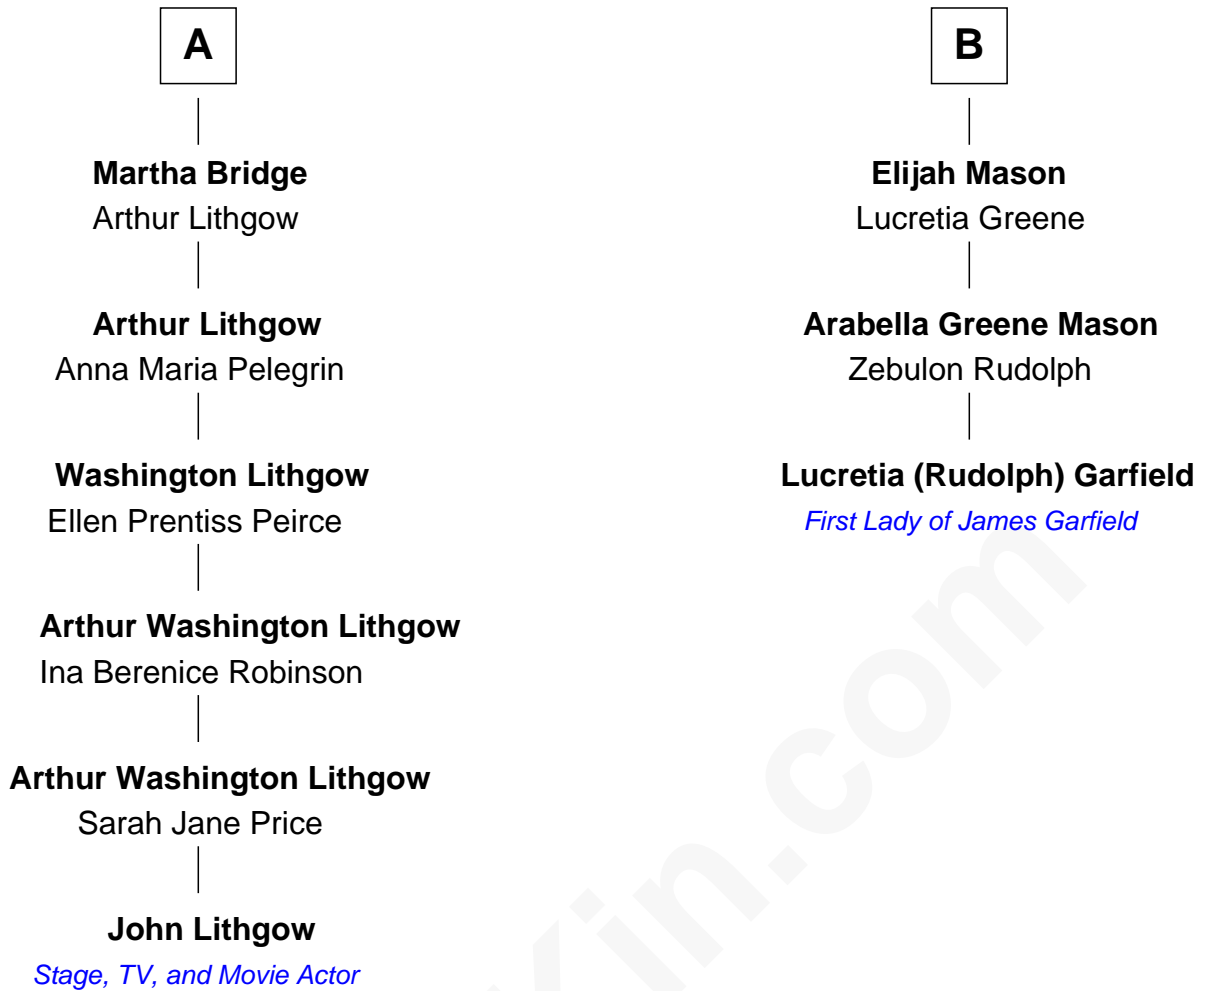 A
Martha Bridge
Arthur Lithgow
Arthur Lithgow
Anna Maria Pelegrin
Washington Lithgow
Ellen Prentiss Peirce
Arthur Washington Lithgow
Ina Berenice Robinson
Arthur Washington Lithgow
Sarah Jane Price
John Lithgow
Stage, TV, and Movie Actor
B
Elijah Mason
Lucretia Greene
Arabella Greene Mason
Zebulon Rudolph
Lucretia (Rudolph) Garfield
First Lady of James Garfield